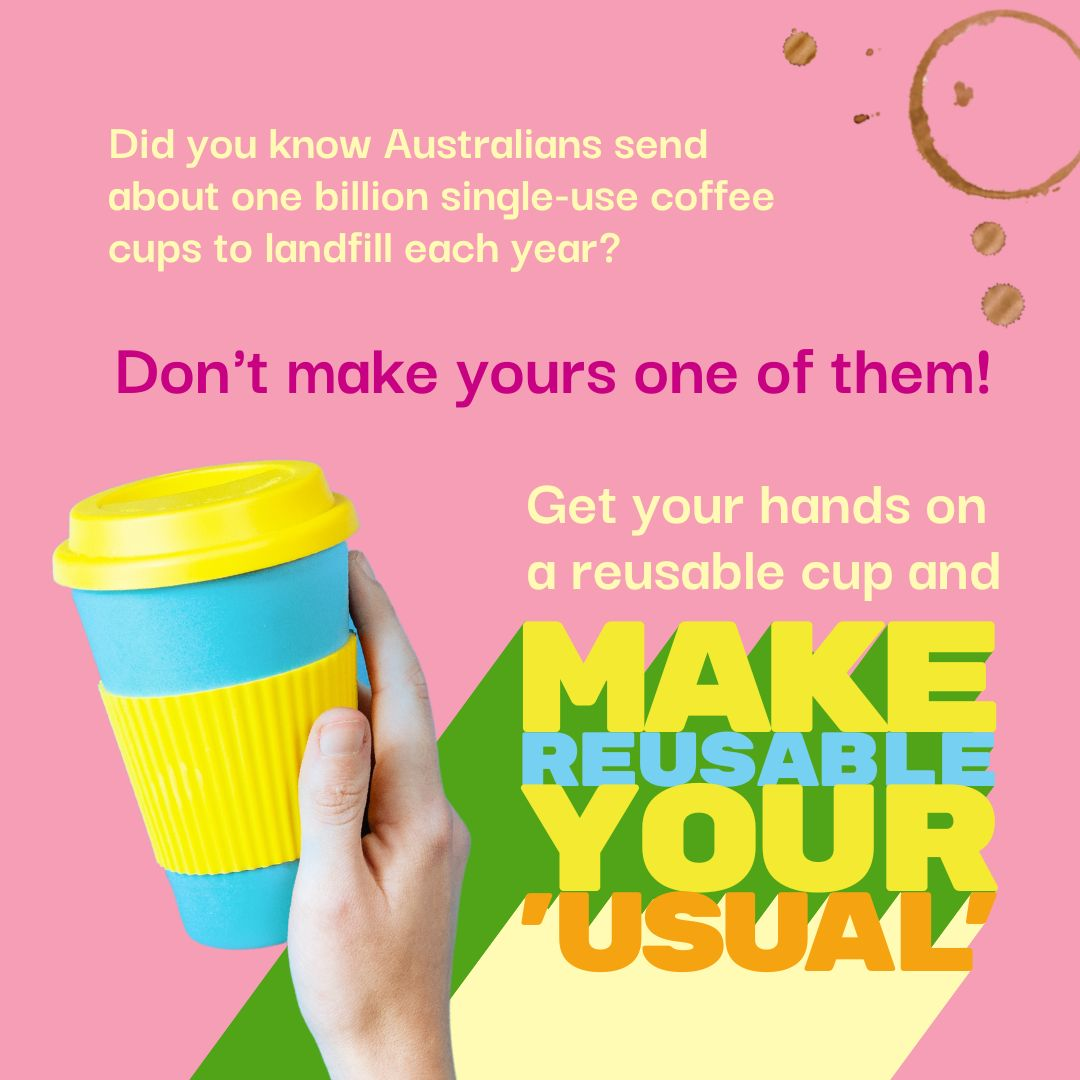 Did you know Australians send
about one billion single-use coffee
cups to landfill each year?
Don't make yours one of them!
Get your hands on
a reusable cup and
MAKE
REUSABLE
YOUR
'USUAL'